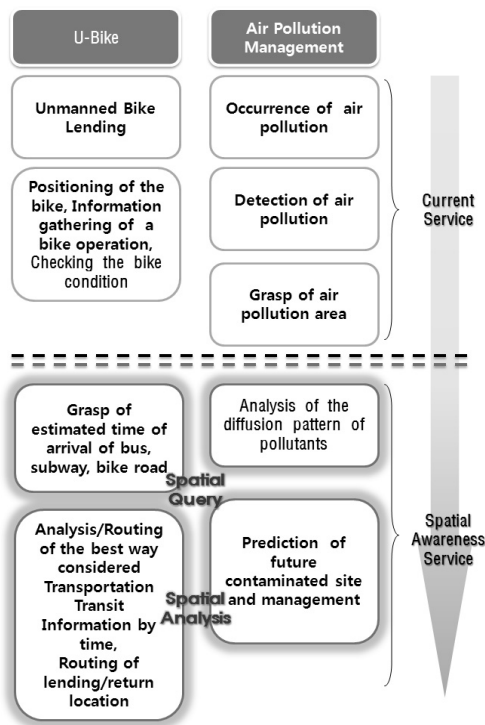 U-Bike
Air Pollution
Management
Unmanned Bike
Lending
Occurrence of air
pollution
Positioning of the
bike, Information
gathering of a
bike operation,
Checking the bike
condition
Detection of air
pollution
Grasp of air
pollution area
Current
Service
Grasp of
estimated time of
arrival of bus,
subway, bike road
Analysis of the
diffusion pattern of
pollutants
Spatial
Query
Analysis/Routing
of the best way
considered
Transportation
Transit
Information by
time,
Routing of
lending/return
location
Prediction of
future
contaminated site
and management
Spatial
Analysis
Spatial
Awareness
Service